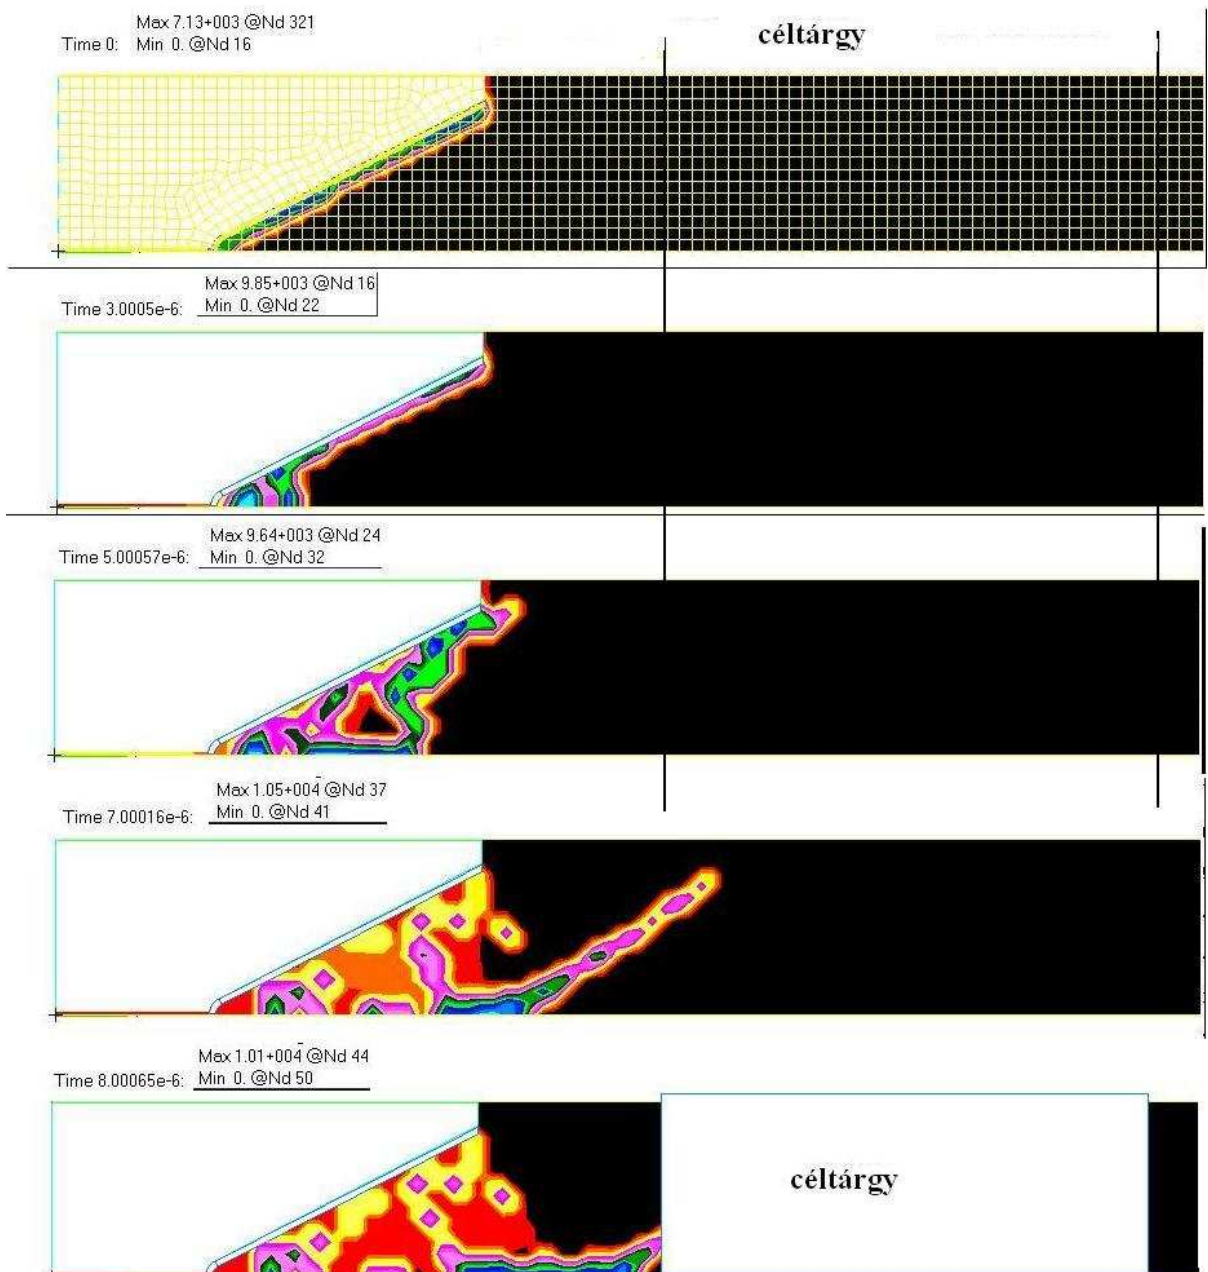 Max 7.13+003 @Nd 321
Time 0: Min 0. @Nd 16
céltárgy
Max 9.85+003 @Nd 16
Time 3.0005e-6: Min 0. @Nd 22
Max 9.64+003 @Nd 24
Time 5.00057e-6: Min 0. @Nd 32
Max 1.05+004 @Nd 37
Time 7.00016e-6: Min 0. @Nd 41
Max 1.01+004 @Nd 44
Time 8.00065e-6: Min 0. @Nd 50
céltárgy